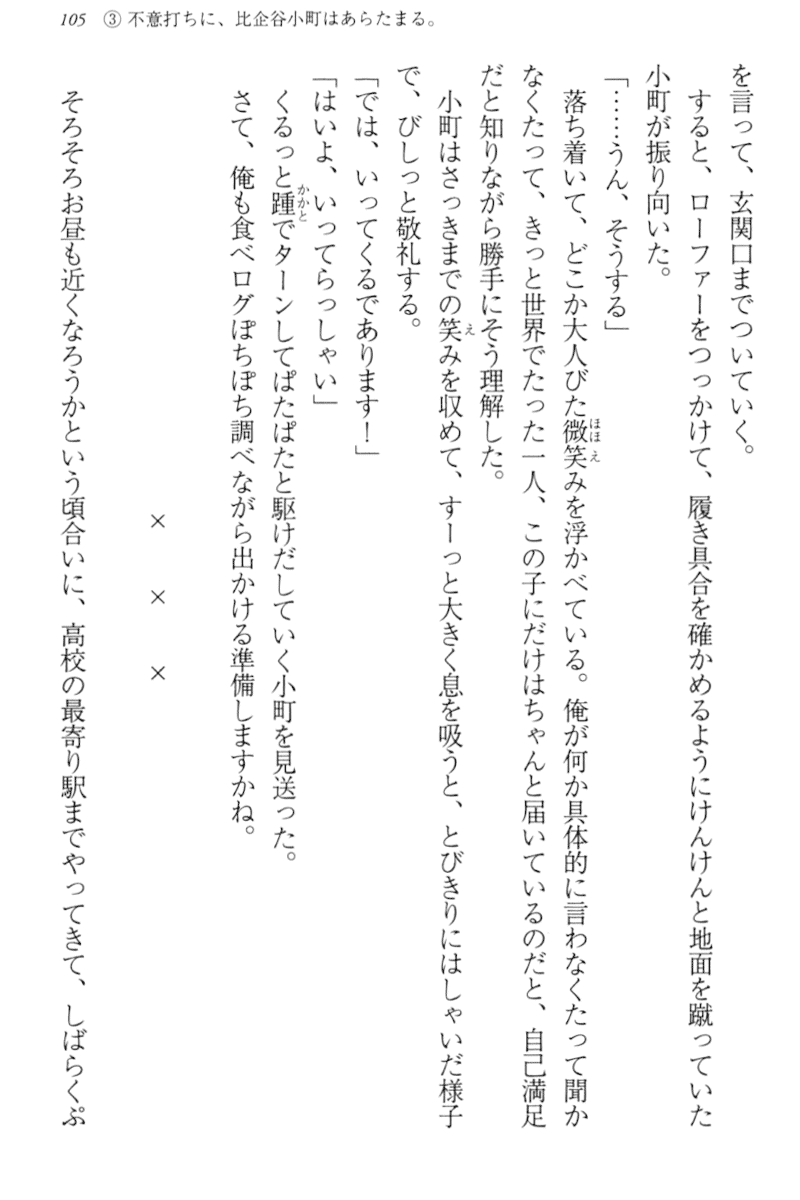 105 ③ 不意打ちに、比企谷小町はあらたまる。
を言って、玄関口までついていく。
すると、ローファーをつっかけて、履き具合を確かめるようにけんけんと地面を蹴っていた
小町が振り向いた。
「……うん、そうする」
落ち着いて、どこか大人びた微笑みを浮かべている。俺が何か具体的に言わなくたって聞か
なくたって、きっと世界でたった一人、この子にだけはちゃんと届いているのだと、自己満足
だと知りながら勝手にそう理解した。
小町はさっきまでの笑みを収めて、すーっと大きく息を吸うと、とびきりにはしゃいだ様子
で、びしっと敬礼する。
「では、いってくるであります！」
「はいよ、いってらっしゃい」
くるっと踵でターンしてぱたぱたと駆けだしていく小町を見送った。
さて、俺も食べログぽちぽち調べながら出かける準備しますかね。
× × ×
そろそろお昼も近くなろうかという頃合いに、高校の最寄り駅までやってきて、しばらくぷ